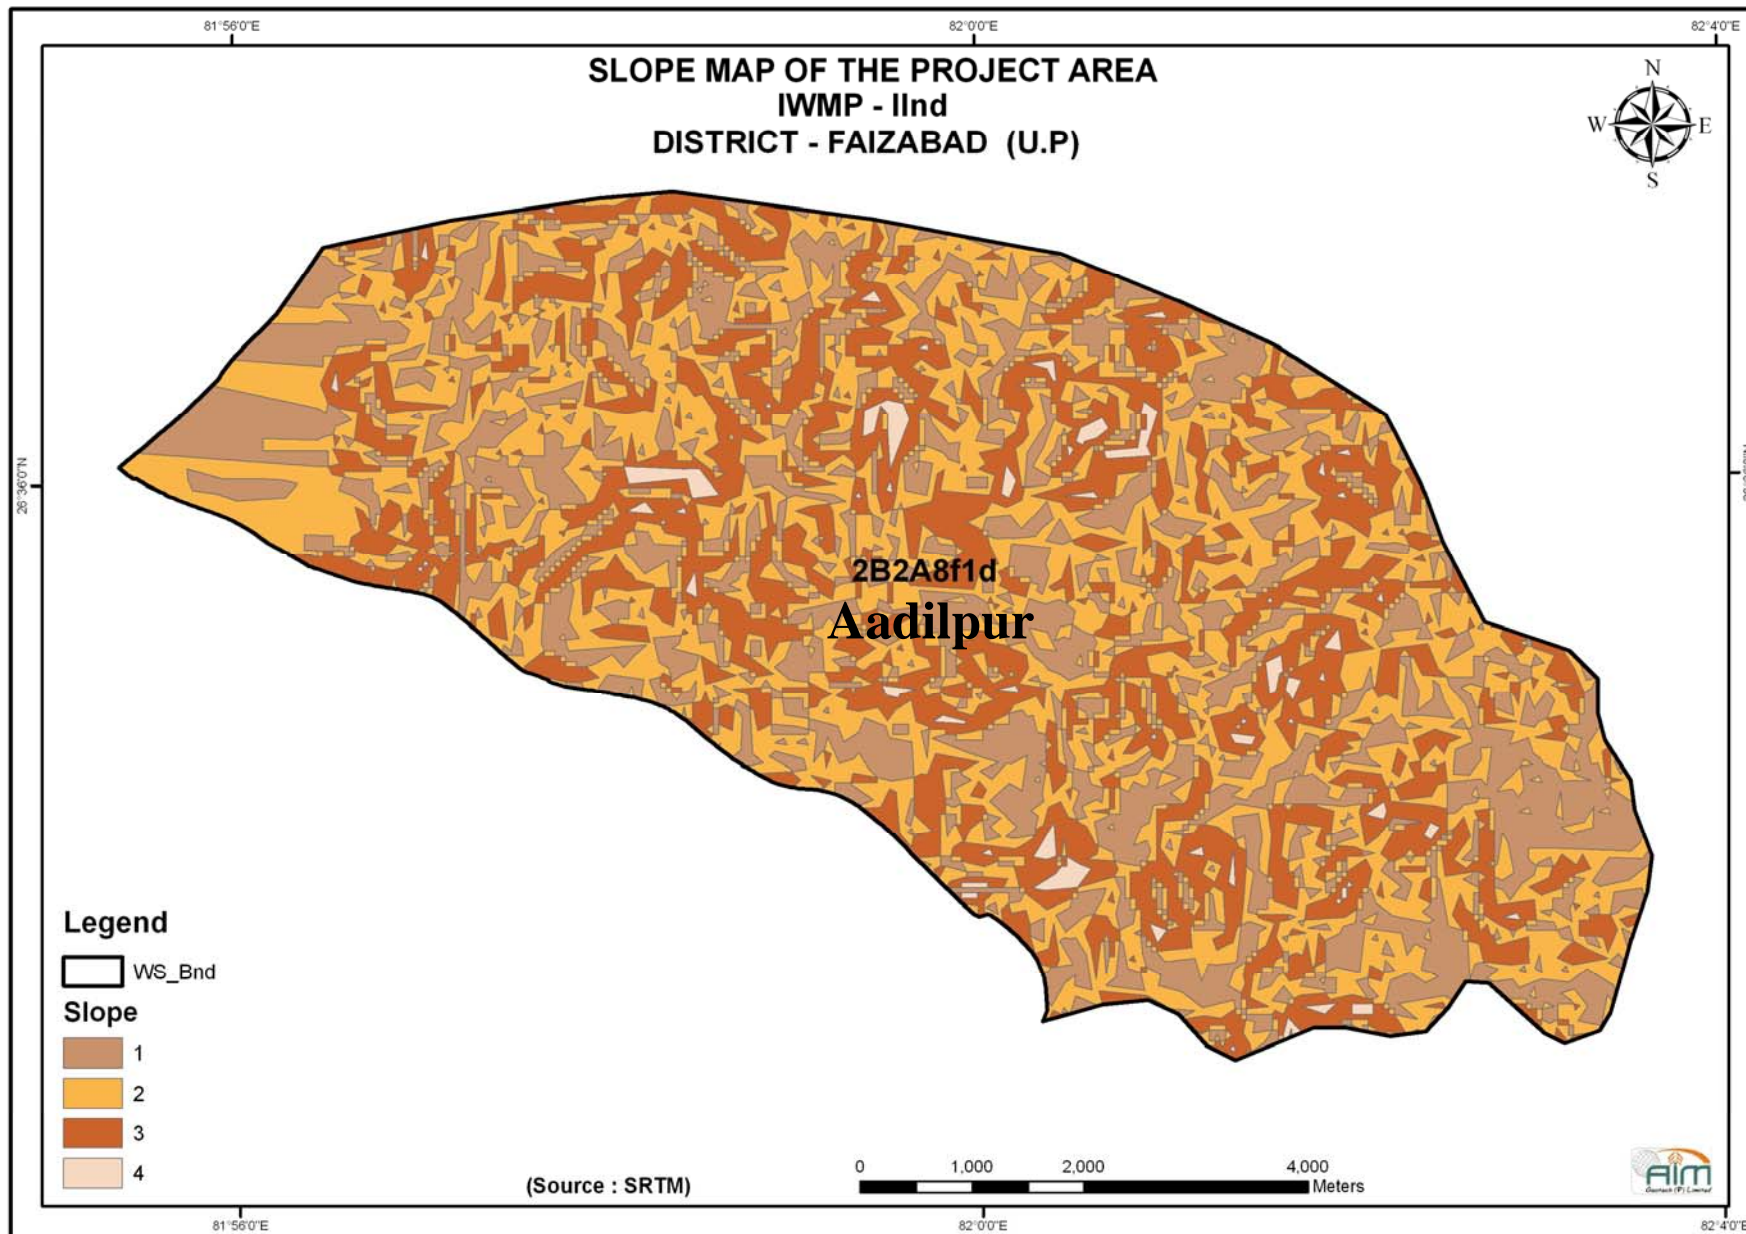 81°56'0"E 82°0'0"E 82°4'0"E
SLOPE MAP OF THE PROJECT AREA
IWMP - IInd
DISTRICT - FAIZABAD (U.P)
N
W E
S
26°36'0"N
2B2A8f1d
Aadilpur
Legend
WS_Bnd
Slope
1
2
3
4
(Source : SRTM)
0 1,000 2,000 4,000
Meters
AIM
Geotech (P) Limited
81°56'0"E 82°0'0"E 82°4'0"E